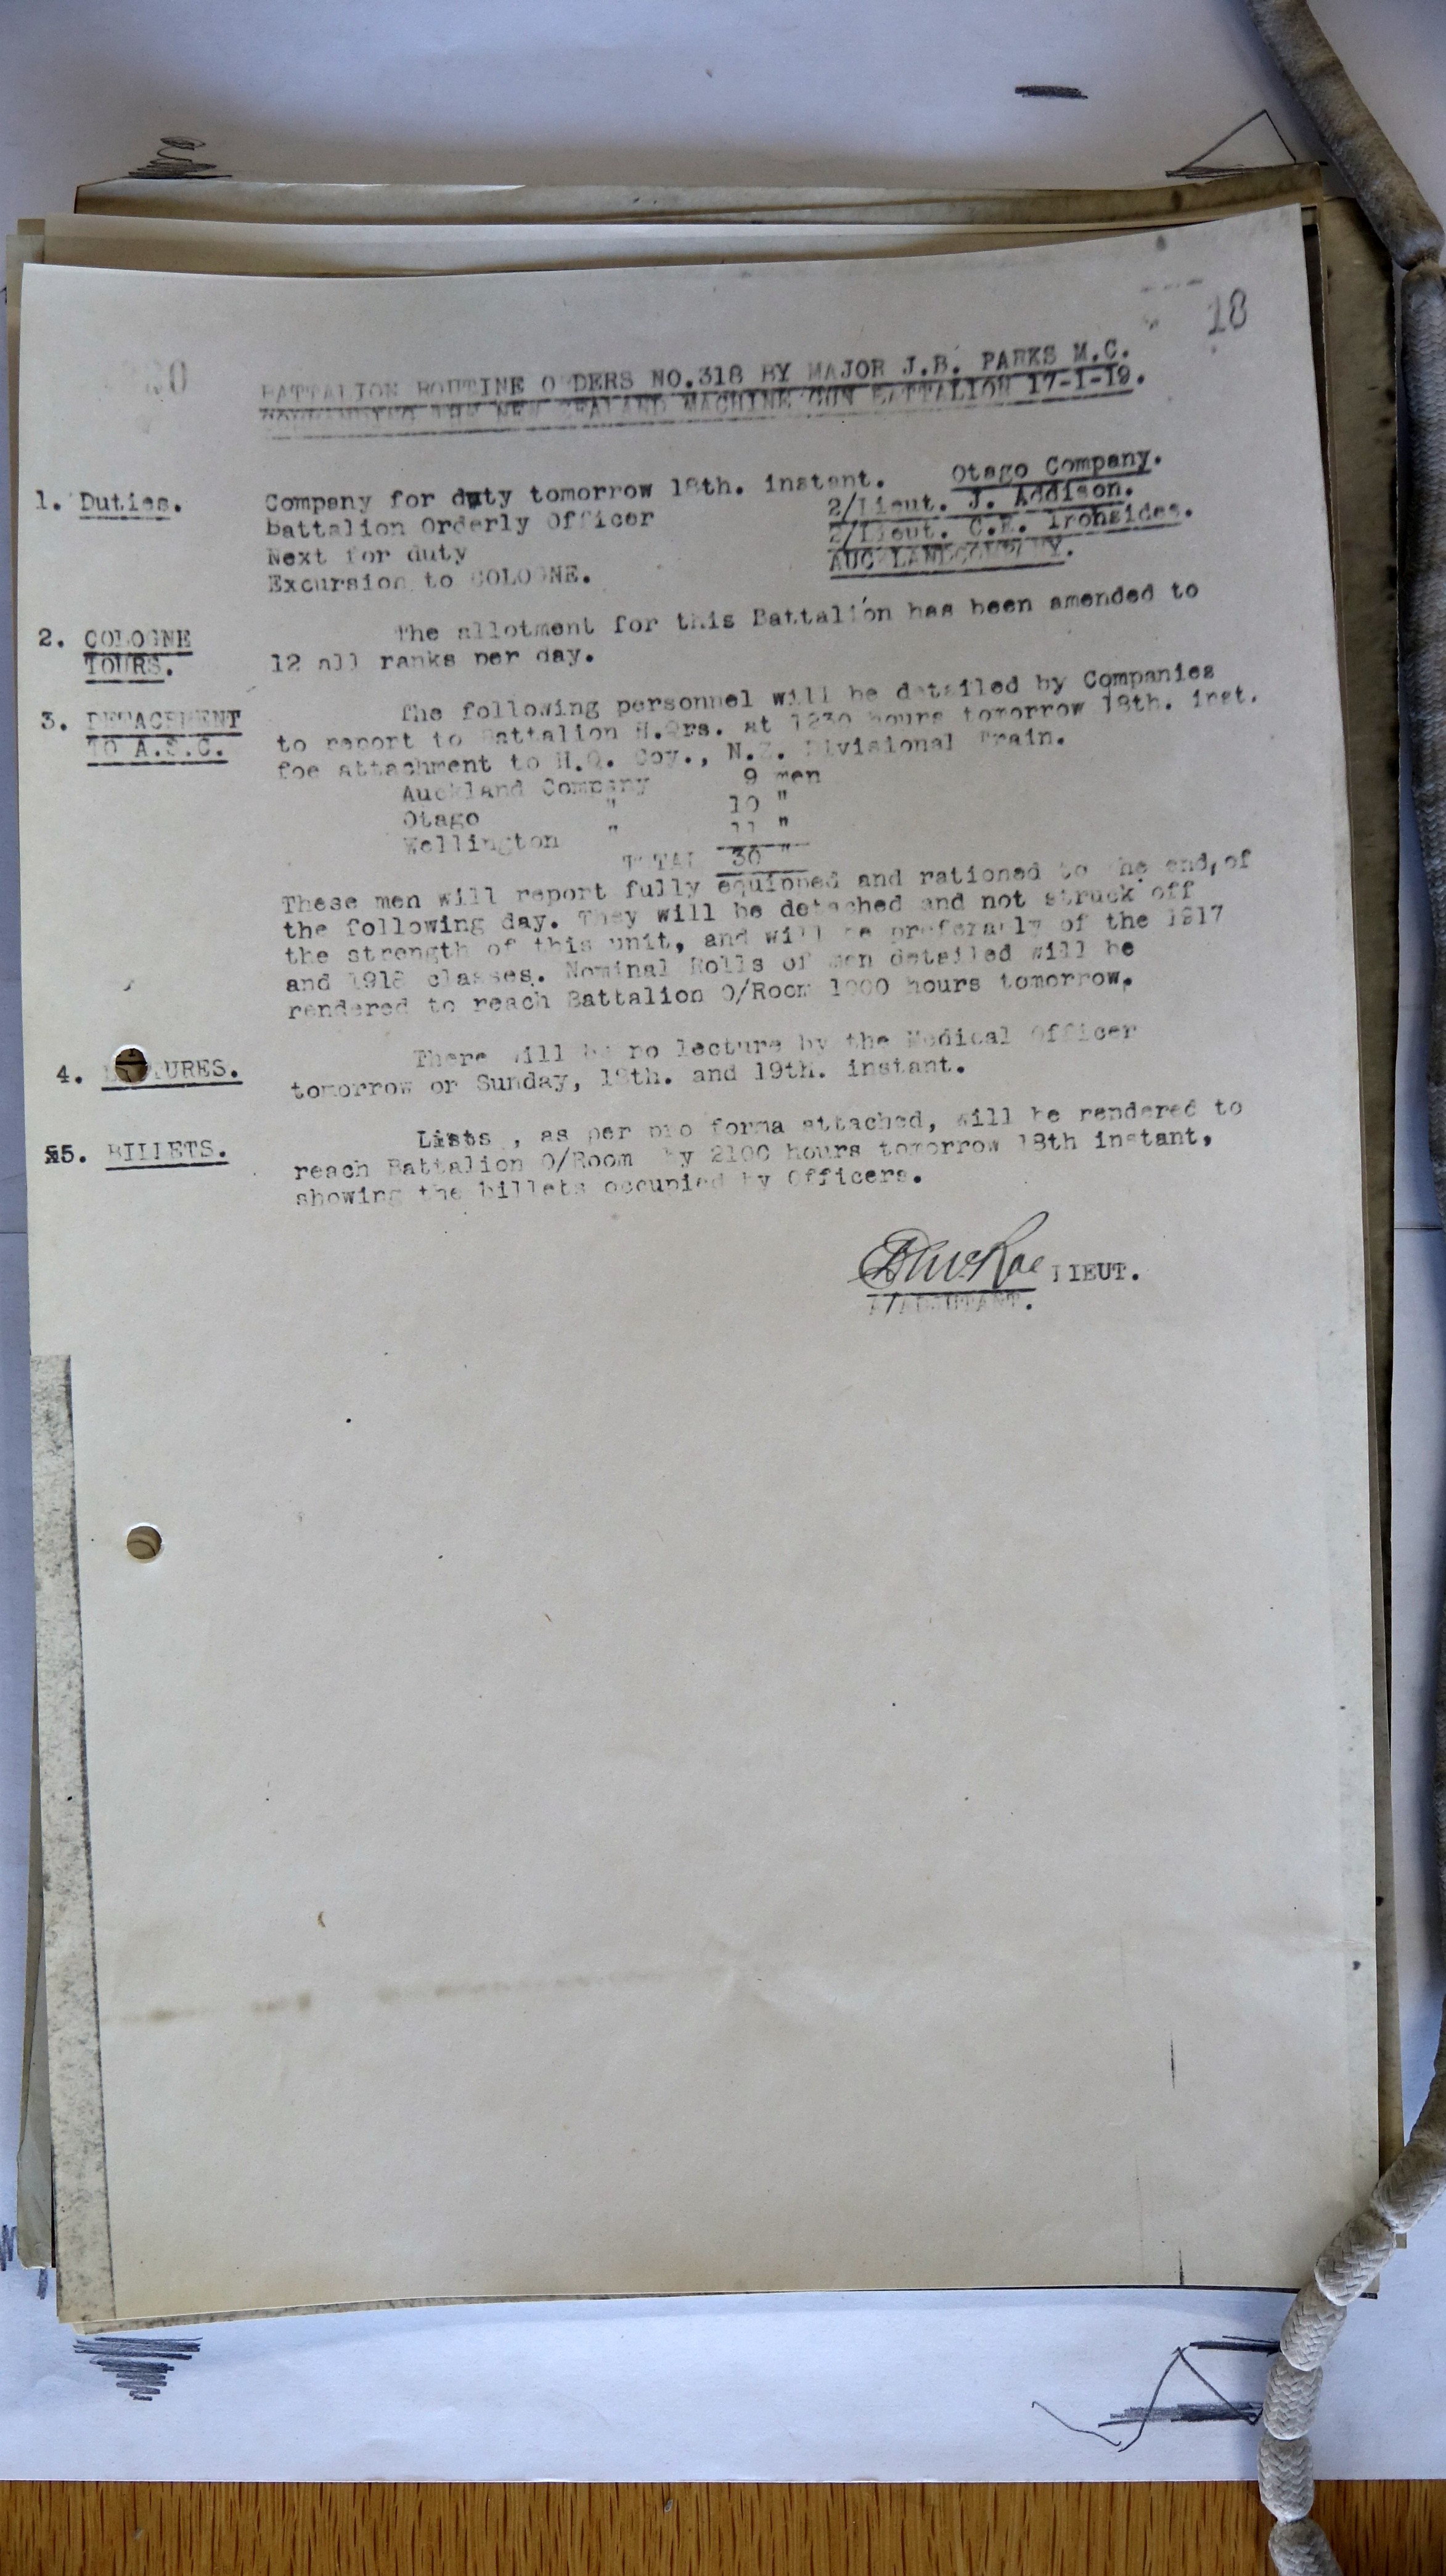 18
BATTALION ROUTINE O DERS NO.318 BY MAJOR J.B. PARKS M.C.
COMMANDING THE NEW ZEALAND MACHINE GUN BATTALION 17-1-19.
1. Duties. Company for duty tomorrow 18th. instant. Otago Company.
Battalion Orderly Officer 2/Lieut. J. Addison.
Next for duty 2/Lieut. C.E. Ironsides.
Excursion to COLOGNE. AUCKLANDCOMPANY.
2. COLOGNE TOURS. The allotment for this Battalion has been amended to
12 all ranks per day.
3. DETACHMENT TO A.S.C. The following personnel will be detailed by Companies
to report to Battalion H.Qrs. at 1230 hours tomorrow 18th. inst.
foe attachment to H.Q. Coy., N.Z. Divisional Train.
Auckland Company 9 men
Otago " 10 "
Wellington " 11 "
TOTAL 30 "
These men will report fully equipped and rationed to the end, of
the following day. They will be detached and not struck off
the strength of this unit, and will be preferably of the 1917
and 1918 classes. Nominal Rolls of men detailed will be
rendered to reach Battalion O/Room 1000 hours tomorrow.
4. LECTURES. There will be no lecture by the Medical Officer
tomorrow or Sunday, 18th. and 19th. instant.
5. BILLETS. Lists , as per pro forma attached, will be rendered to
reach Battalion O/Room by 2100 hours tomorrow 18th instant,
showing the billets occupied by Officers.
McRae LIEUT.
A/ADJUTANT.